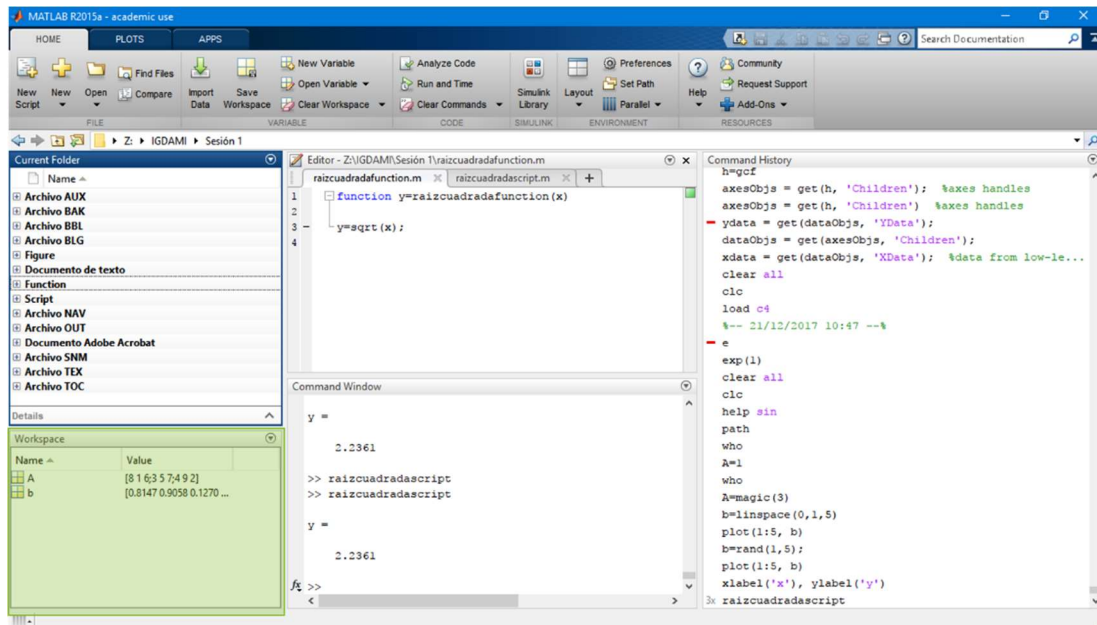 MATLAB R2015a - academic use
HOME PLOTS APPS
Search Documentation
New Script
New
Open
Find Files
Compare
Import Data
Save Workspace
New Variable
Open Variable
Clear Workspace
Analyze Code
Run and Time
Clear Commands
Simulink Library
Layout
Preferences
Set Path
Parallel
Help
Community
Request Support
Add-Ons
FILE VARIABLE CODE SIMULINK ENVIRONMENT RESOURCES
Z: IGDAMI Sesión 1
Current Folder
Name
Archivo AUX
Archivo BAK
Archivo BBL
Archivo BLG
Figure
Documento de texto
Function
Script
Archivo NAV
Archivo OUT
Documento Adobe Acrobat
Archivo SNM
Archivo TEX
Archivo TOC
Details
Workspace
Name Value
A [8 1 6;3 5 7;4 9 2]
b [0.8147 0.9058 0.1270 ...
Editor - Z:\IGDAMI\Sesión 1\raizcuadradafunction.m
raizcuadradafunction.m raizcuadradascript.m
1 function y=raizcuadradafunction(x)
2
3 – y=sqrt(x);
4
Command Window
y =
2.2361
>> raizcuadradascript
>> raizcuadradascript
y =
2.2361
fx >>
Command History
h=gcf
axesObjs = get(h, 'Children'); %axes handles
axesObjs = get(h, 'Children') %axes handles
ydata = get(dataObjs, 'YData');
dataObjs = get(axesObjs, 'Children');
xdata = get(dataObjs, 'XData'); %data from low-le...
clear all
clc
load c4
%-- 21/12/2017 10:47 --%
e
exp(1)
clear all
clc
help sin
path
who
A=1
who
A=magic(3)
b=linspace(0,1,5)
plot(1:5, b)
b=rand(1,5);
plot(1:5, b)
xlabel('x'), ylabel('y')
3x raizcuadradascript